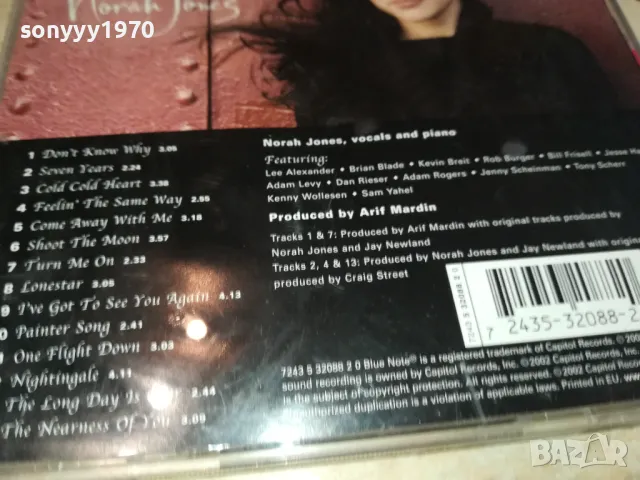 sonyyy1970
Norah Jones
1 Don't Know Why 3.05
2 Seven Years 2.24
3 Cold Cold Heart 3.38
4 Feelin' The Same Way 2.55
5 Come Away With Me 3.18
6 Shoot The Moon 3.57
7 Turn Me On 2.33
8 Lonestar 3.05
9 I've Got To See You Again 4.13
0 Painter Song 2.41
One Flight Down 3.03
Nightingale 4.11
The Long Day Is 2.44
The Nearness Of You 3.09
Norah Jones, vocals and piano
Featuring:
Lee Alexander • Brian Blade • Kevin Breit • Rob Burger • Bill Frisell • Jesse Ha
Adam Levy • Dan Rieser • Adam Rogers • Jenny Scheinman • Tony Scherr
Kenny Wollesen • Sam Yahel
Produced by Arif Mardin
Tracks 1 & 7: Produced by Arif Mardin with original tracks produced by
Norah Jones and Jay Newland
Tracks 2, 4 & 13: Produced by Norah Jones and Jay Newland with origin
produced by Craig Street
7 2435-32088-2
7243 5 32088 2 0 Blue Note® is a registered trademark of Capitol Records, Inc. ©200
sound recording is owned by Capitol Records, Inc. ©2002 Capitol Records, Inc.
subject of copyright protection. All rights reserved.
authorized duplication is a violation of applicable laws. Printed in EU. www
BAZAR
bg